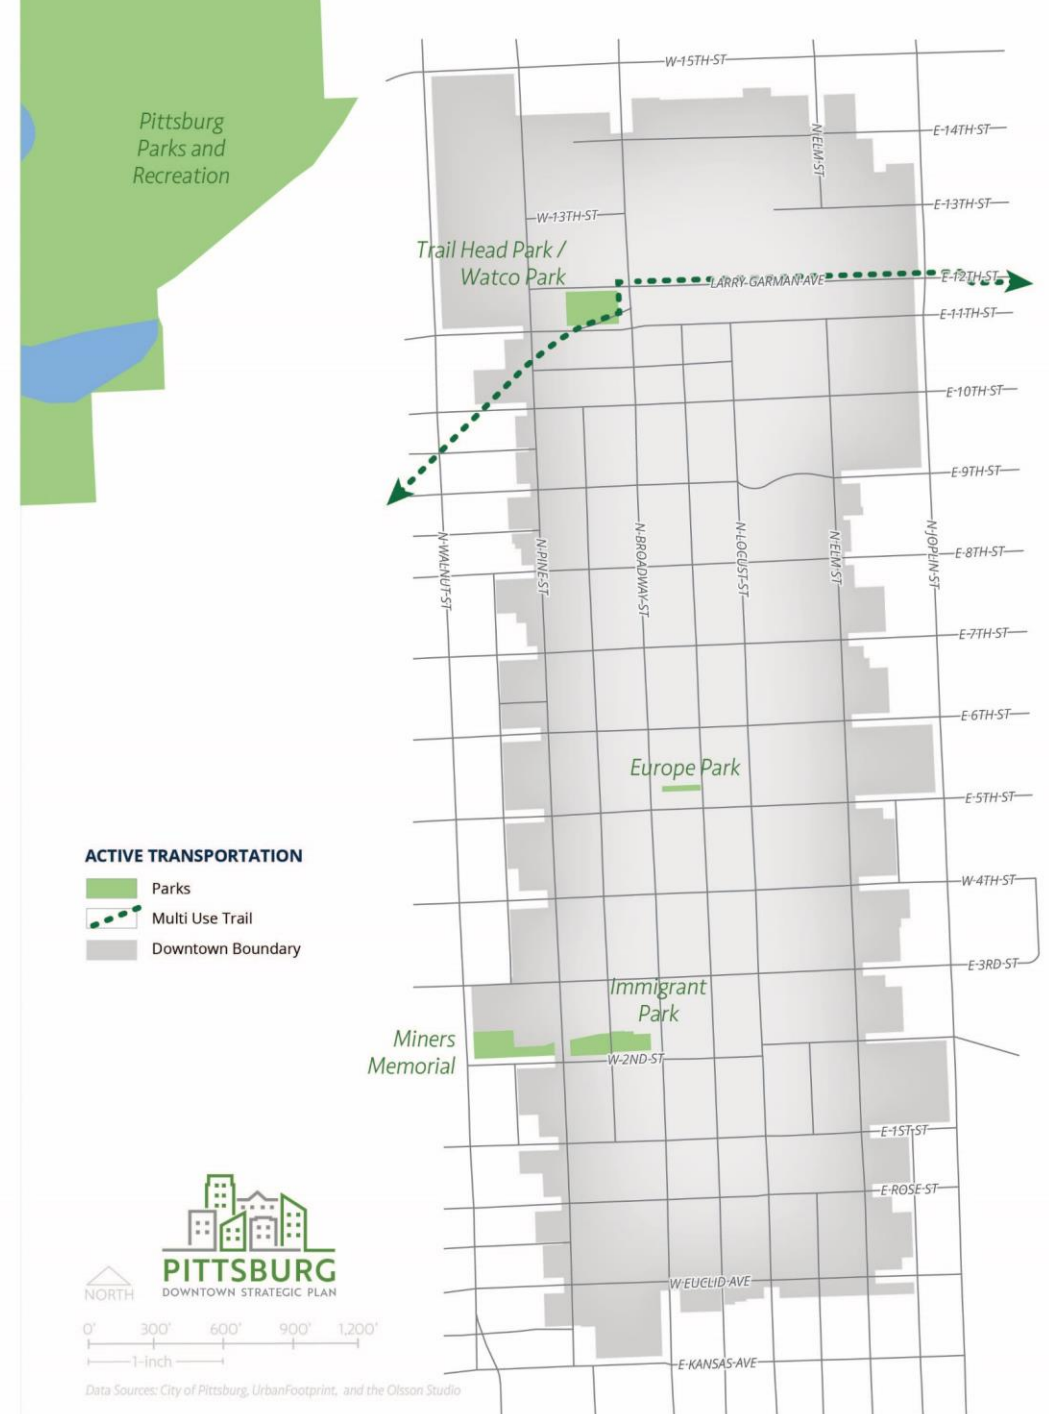 W-15TH-ST
Pittsburg
Parks and
Recreation
N-ELM-ST
E-14TH-ST
E-13TH-ST
W-13TH-ST
Trail Head Park /
Watco Park
LARRY-GARMAN-AVE
E-12TH-ST
E-11TH-ST
E-10TH-ST
E-9TH-ST
N-WALNUT-ST
N-PINE-ST
N-BROADWAY-ST
N-LOCUST-ST
N-ELM-ST
N-JOPLIN-ST
E-8TH-ST
E-7TH-ST
E-6TH-ST
Europe Park
E-5TH-ST
ACTIVE TRANSPORTATION
Parks
Multi Use Trail
Downtown Boundary
W-4TH-ST
E-3RD-ST
Immigrant
Park
Miners
Memorial
W-2ND-ST
E-1ST-ST
E-ROSE-ST
PITTSBURG
DOWNTOWN STRATEGIC PLAN
NORTH
W-EUCLID-AVE
0' 300' 600' 900' 1,200'
1-inch
E-KANSAS-AVE
Data Sources: City of Pittsburg, UrbanFootprint, and the Olsson Studio